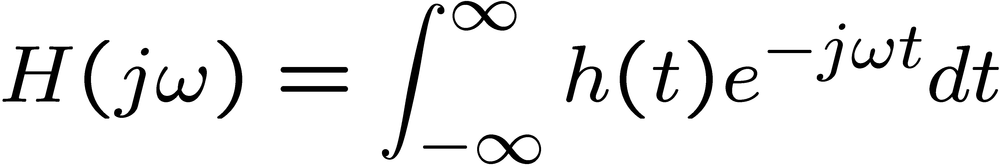 H(jω) = ∫_{-∞}^{∞} h(t)e^{-jωt}dt